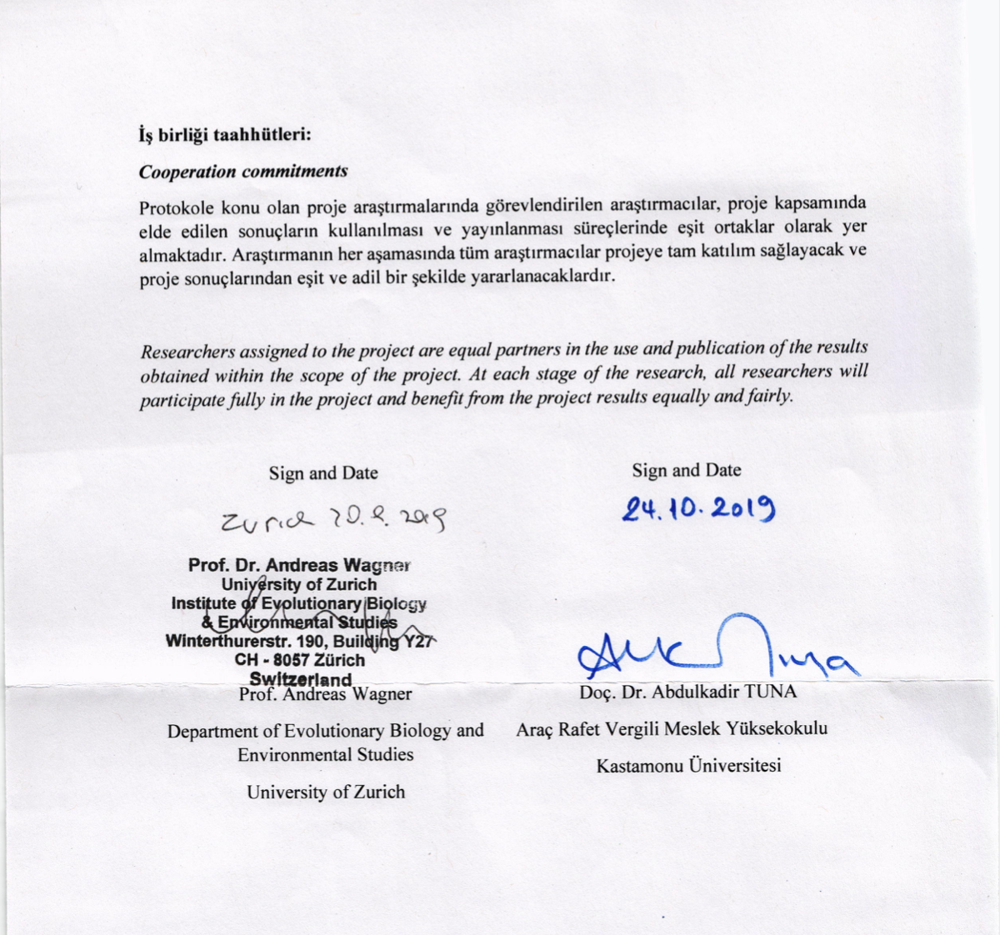 İş birliği taahhütleri:
Cooperation commitments
Protokole konu olan proje araştırmalarında görevlendirilen araştırmacılar, proje kapsamında
elde edilen sonuçların kullanılması ve yayınlanması süreçlerinde eşit ortaklar olarak yer
almaktadır. Araştırmanın her aşamasında tüm araştırmacılar projeye tam katılım sağlayacak ve
proje sonuçlarından eşit ve adil bir şekilde yararlanacaklardır.
Researchers assigned to the project are equal partners in the use and publication of the results
obtained within the scope of the project. At each stage of the research, all researchers will
participate fully in the project and benefit from the project results equally and fairly.
Sign and Date
Zurich 2019
Prof. Dr. Andreas Wagner
University of Zurich
Institute of Evolutionary Biology
& Environmental Studies
Winterthurerstr. 190, Building Y27
CH - 8057 Zürich
Switzerland
Prof. Andreas Wagner
Department of Evolutionary Biology and
Environmental Studies
University of Zurich
Sign and Date
24.10.2019
Doç. Dr. Abdulkadir TUNA
Araç Rafet Vergili Meslek Yüksekokulu
Kastamonu Üniversitesi